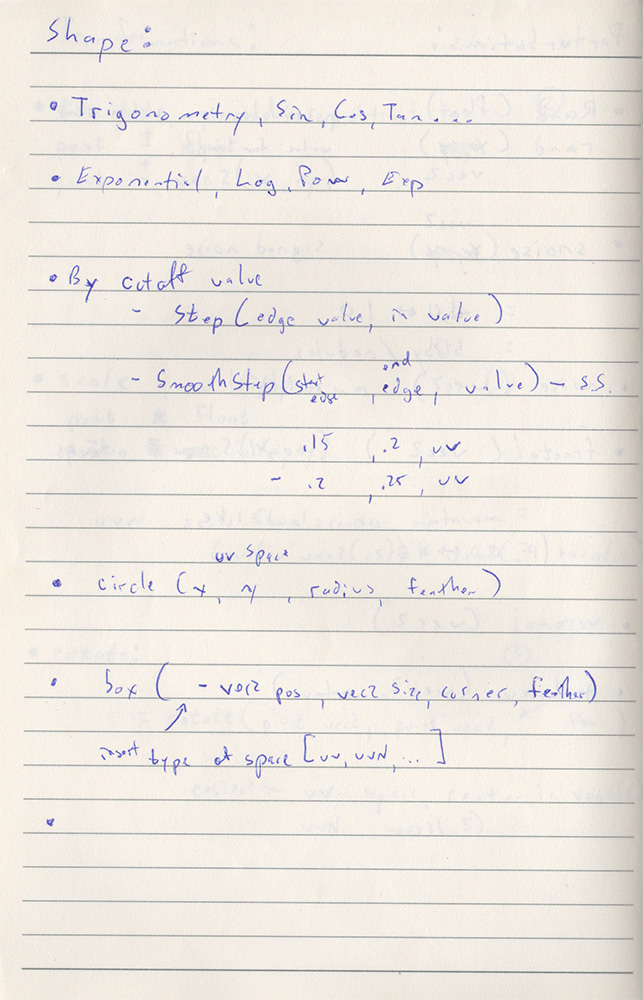 Shape:
• Trigonometry, Sin, Cos, Tan...
• Exponential, Log, Pow, Exp
• By cutoff value
- Step (edge value, in value)
- SmoothStep (start edge, end edge, value) - s.s.
.15 , .2 , uv
- .2 , .25 , uv
uv space
• circle (x, y, radius, feather)
• box ( - vec2 pos, vec2 size, corner, feather)
insert type of space [uv, uvN, ...]
•